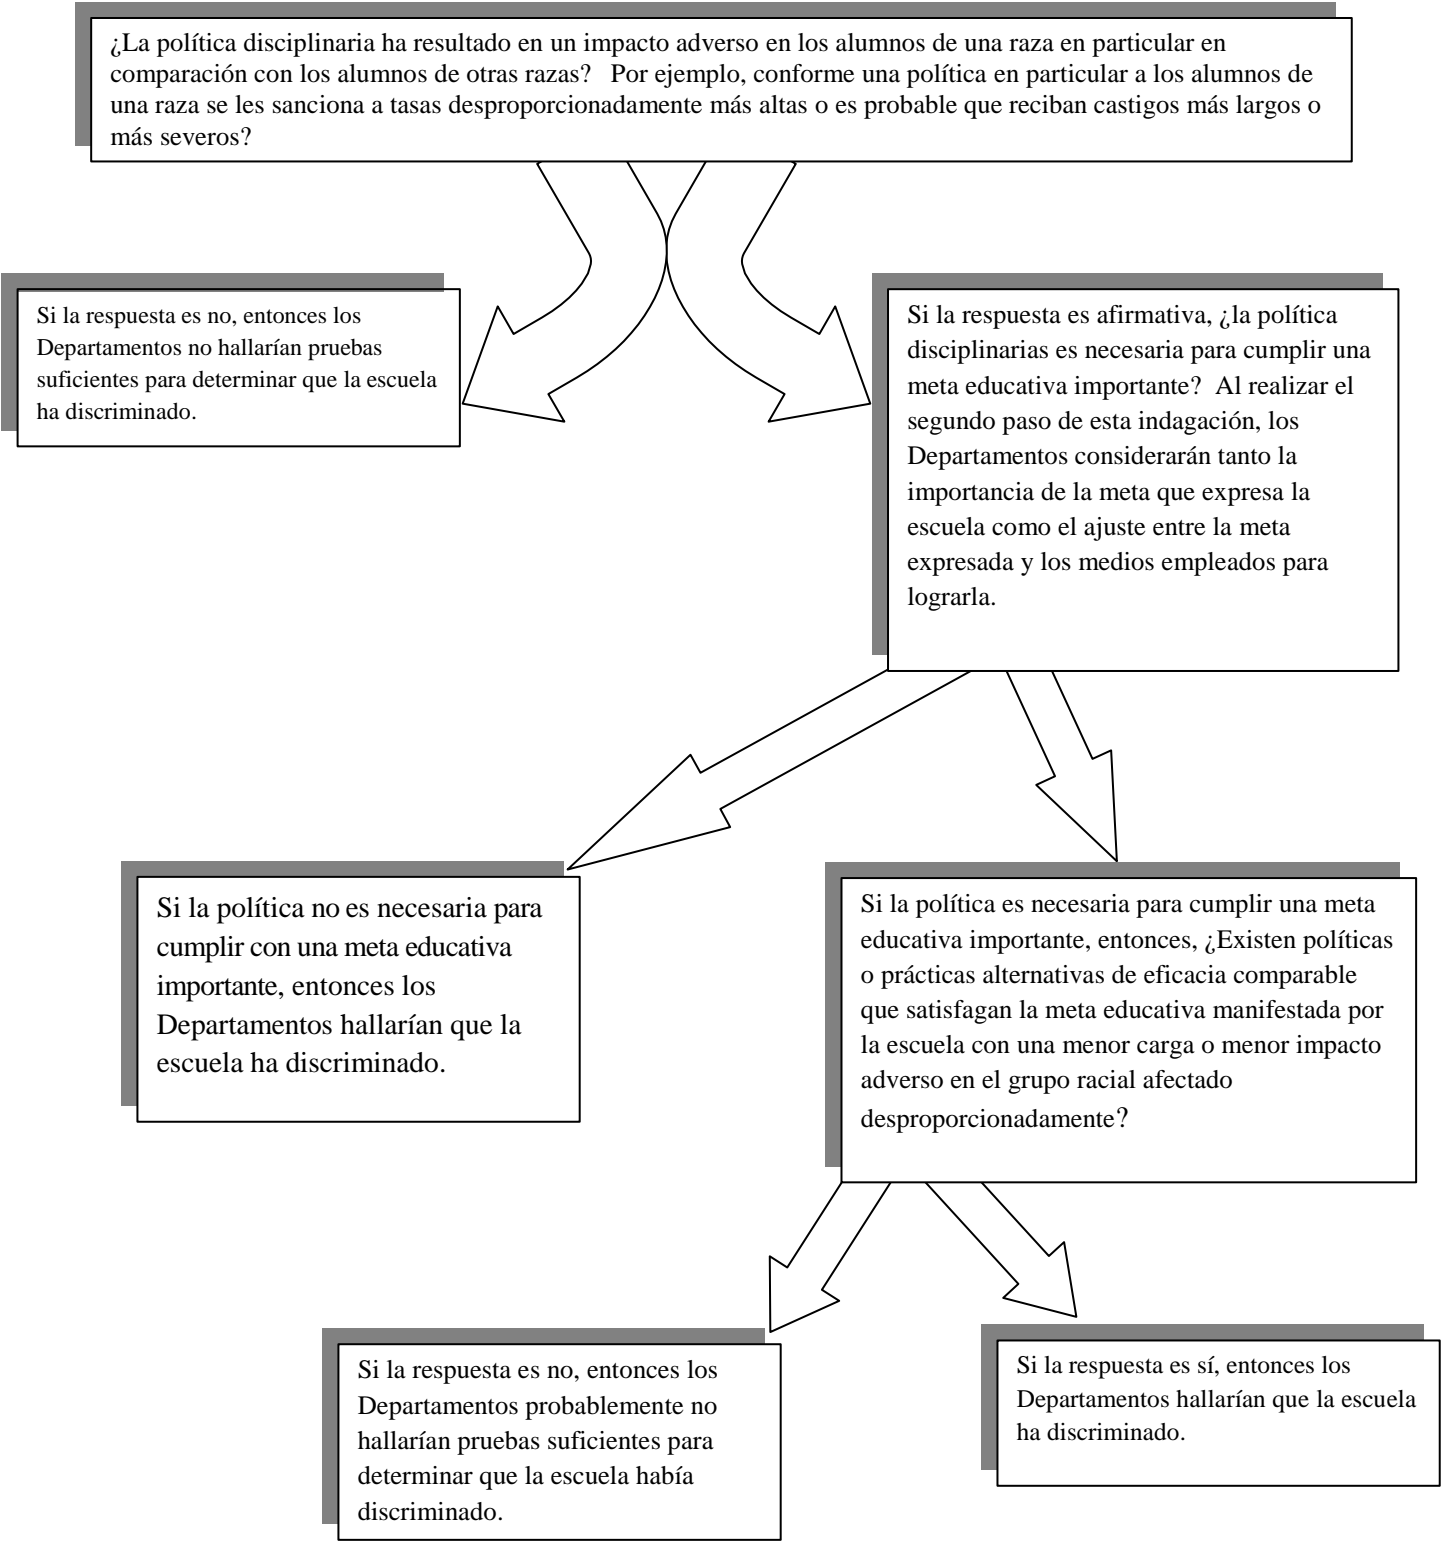 ¿La política disciplinaria ha resultado en un impacto adverso en los alumnos de una raza en particular en
comparación con los alumnos de otras razas?   Por ejemplo, conforme una política en particular a los alumnos de
una raza se les sanciona a tasas desproporcionadamente más altas o es probable que reciban castigos más largos o
más severos?
Si la respuesta es no, entonces los
Departamentos no hallarían pruebas
suficientes para determinar que la escuela
ha discriminado.
Si la respuesta es afirmativa, ¿la política
disciplinarias es necesaria para cumplir una
meta educativa importante?  Al realizar el
segundo paso de esta indagación, los
Departamentos considerarán tanto la
importancia de la meta que expresa la
escuela como el ajuste entre la meta
expresada y los medios empleados para
lograrla.
Si la política no es necesaria para
cumplir con una meta educativa
importante, entonces los
Departamentos hallarían que la
escuela ha discriminado.
Si la política es necesaria para cumplir una meta
educativa importante, entonces, ¿Existen políticas
o prácticas alternativas de eficacia comparable
que satisfagan la meta educativa manifestada por
la escuela con una menor carga o menor impacto
adverso en el grupo racial afectado
desproporcionadamente?
Si la respuesta es no, entonces los
Departamentos probablemente no
hallarían pruebas suficientes para
determinar que la escuela había
discriminado.
Si la respuesta es sí, entonces los
Departamentos hallarían que la escuela
ha discriminado.